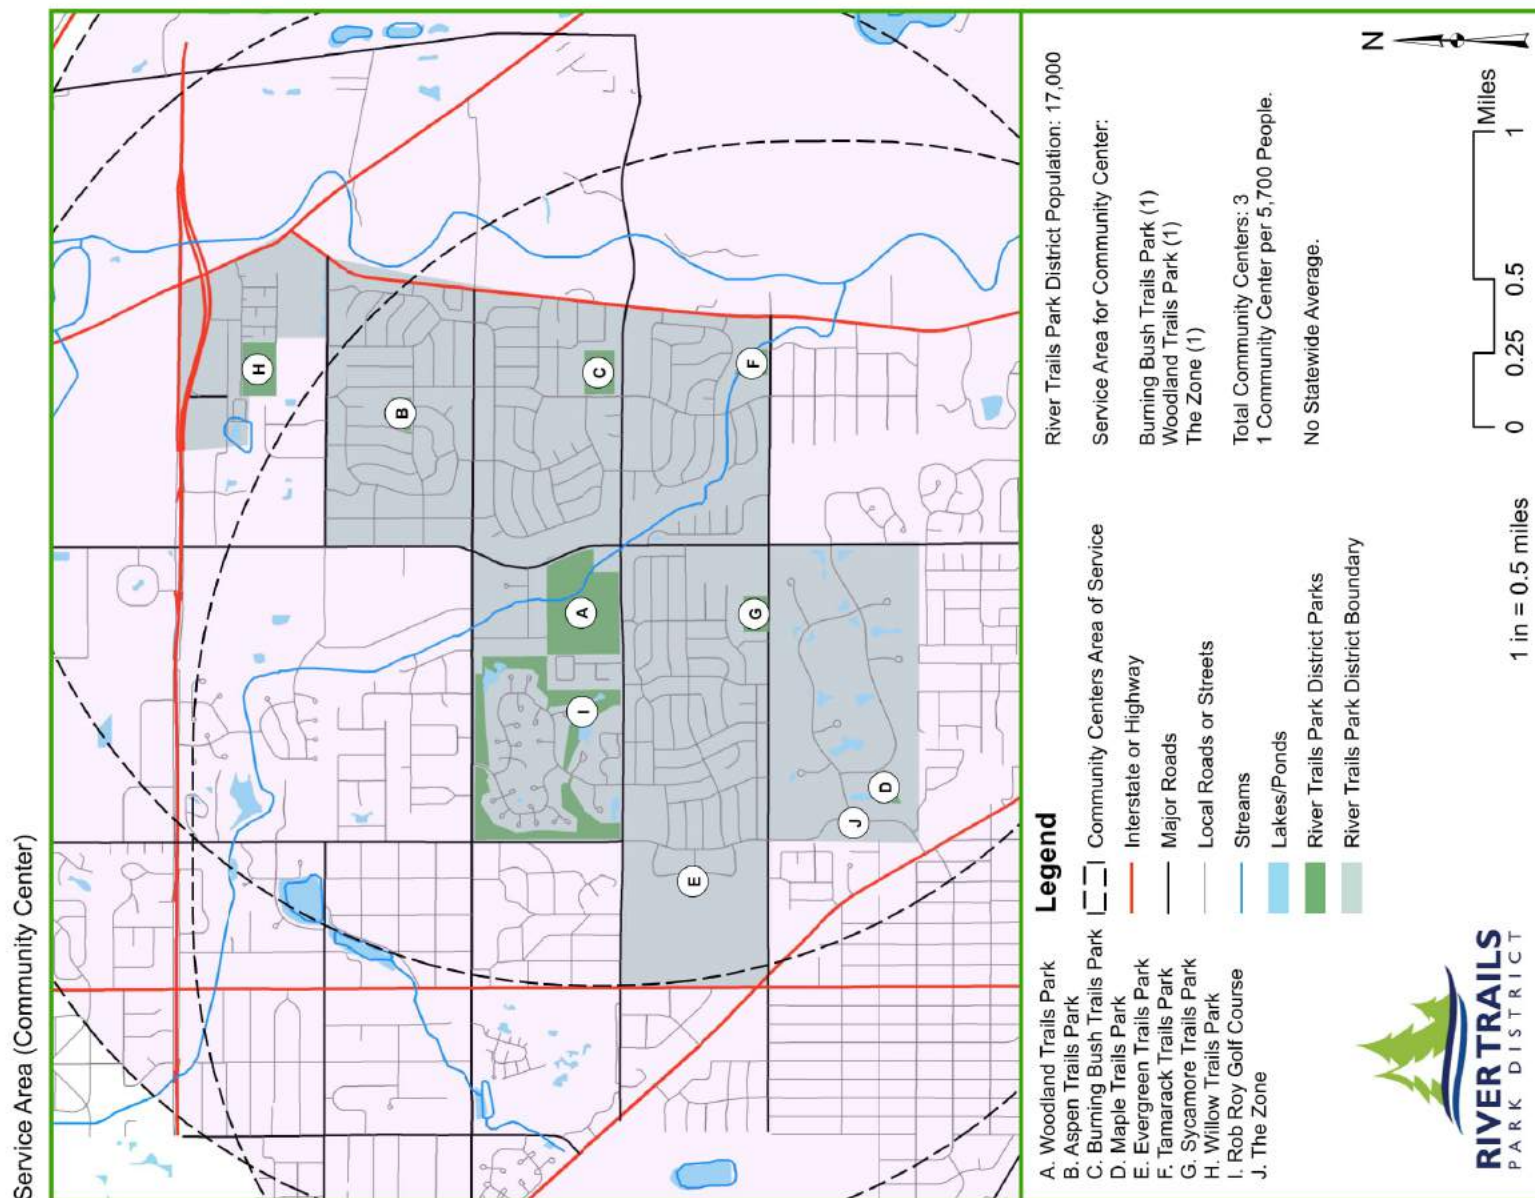 Service Area (Community Center)
H
B
C
F
A
I
G
E
D
J
A. Woodland Trails Park
B. Aspen Trails Park
C. Burning Bush Trails Park
D. Maple Trails Park
E. Evergreen Trails Park
F. Tamarack Trails Park
G. Sycamore Trails Park
H. Willow Trails Park
I. Rob Roy Golf Course
J. The Zone
Legend
Community Centers Area of Service
Interstate or Highway
Major Roads
Local Roads or Streets
Streams
Lakes/Ponds
River Trails Park District Parks
River Trails Park District Boundary
River Trails Park District Population: 17,000
Service Area for Community Center:
Burning Bush Trails Park (1)
Woodland Trails Park (1)
The Zone (1)
Total Community Centers: 3
1 Community Center per 5,700 People.
No Statewide Average.
N
RIVER TRAILS
PARK DISTRICT
1 in = 0.5 miles
0 0.25 0.5 1
Miles